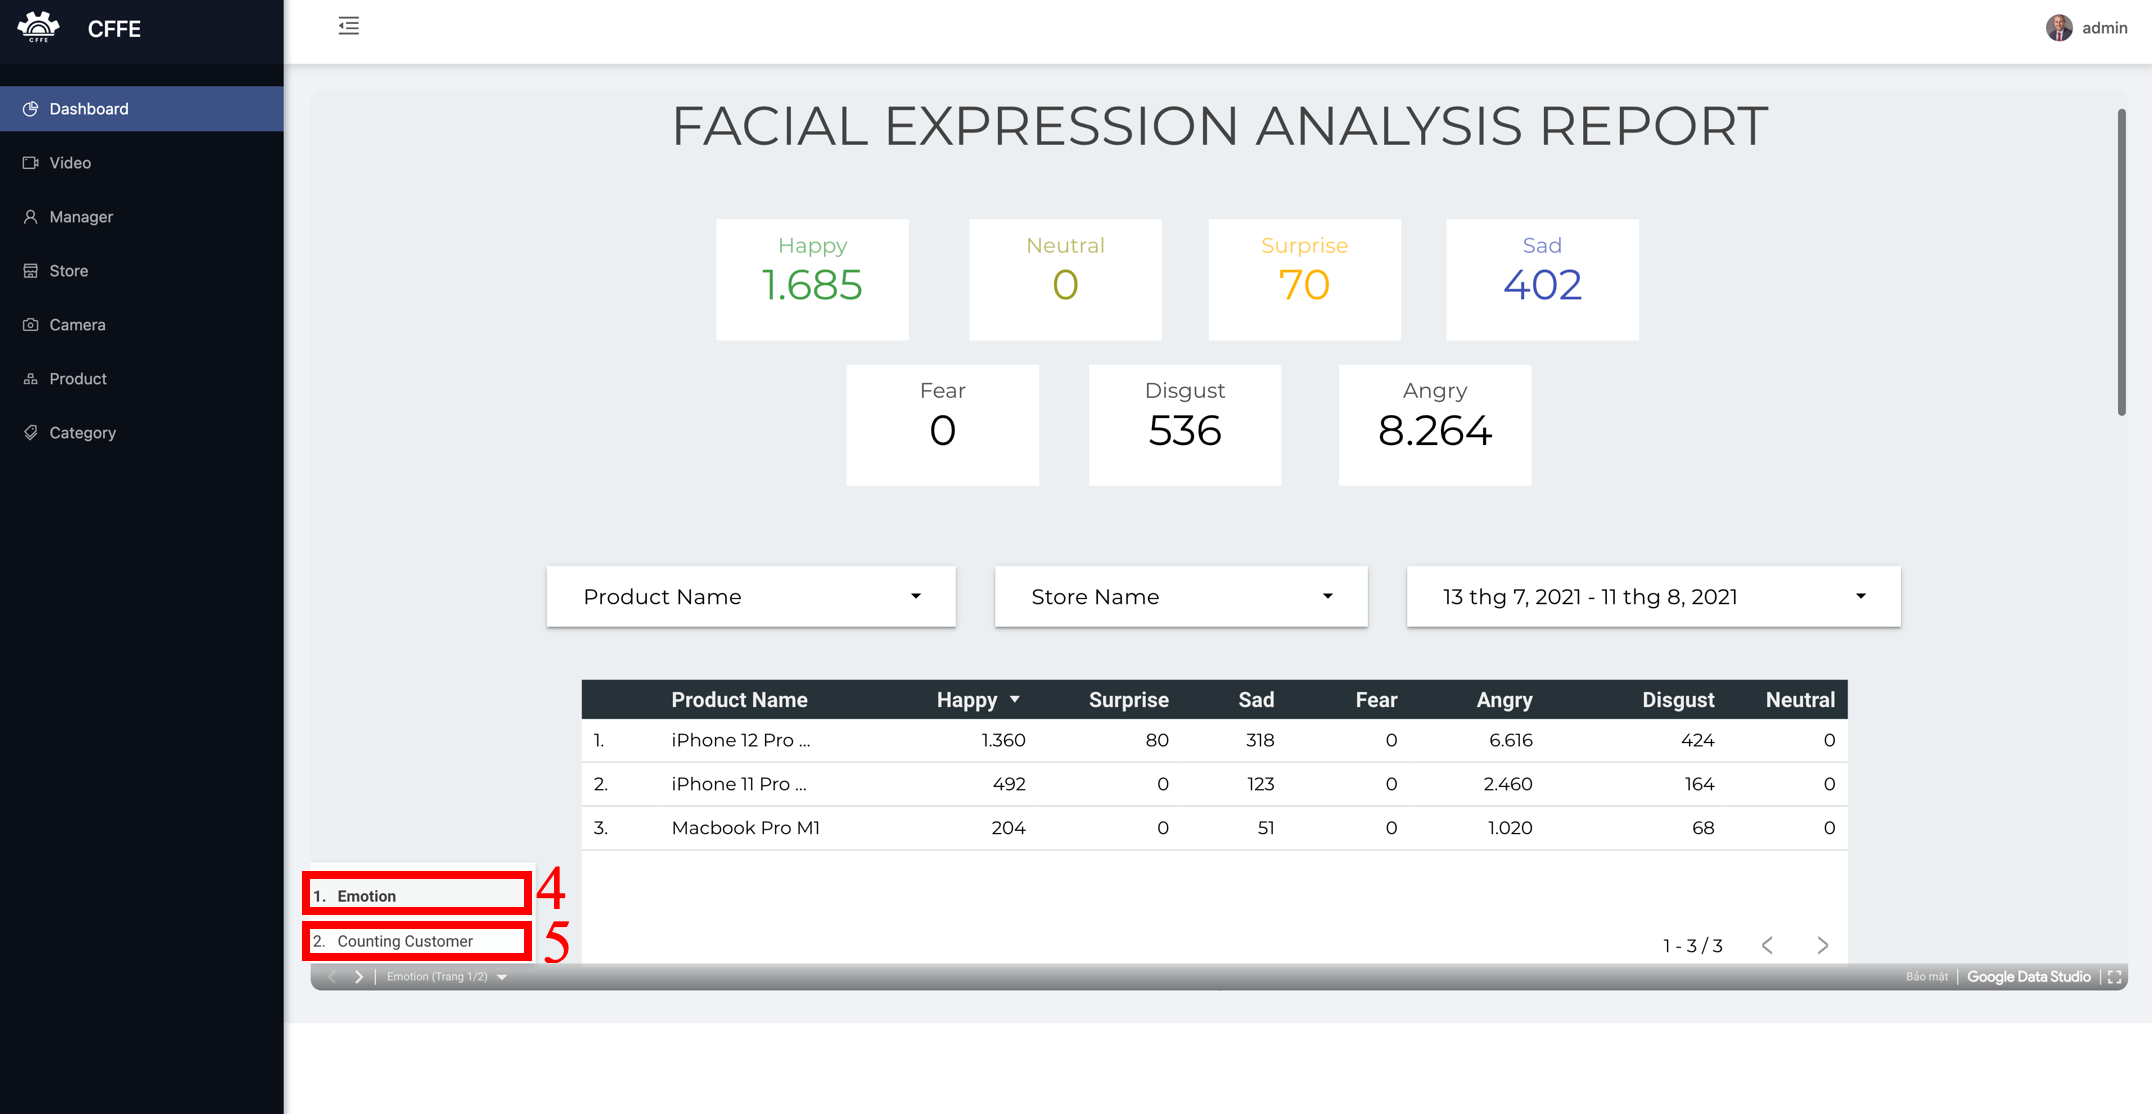 CFFE
CFFE
admin
Dashboard
Video
Manager
Store
Camera
Product
Category
FACIAL EXPRESSION ANALYSIS REPORT
Happy
1.685
Neutral
0
Surprise
70
Sad
402
Fear
0
Disgust
536
Angry
8.264
Product Name
Store Name
13 thg 7, 2021 - 11 thg 8, 2021
Product Name Happy Surprise Sad Fear Angry Disgust Neutral
1. iPhone 12 Pro ... 1.360 80 318 0 6.616 424 0
2. iPhone 11 Pro ... 492 0 123 0 2.460 164 0
3. Macbook Pro M1 204 0 51 0 1.020 68 0
1. Emotion 4
2. Counting Customer 5
1 - 3 / 3
Emotion (Trang 1/2)
Bảo mật
Google Data Studio